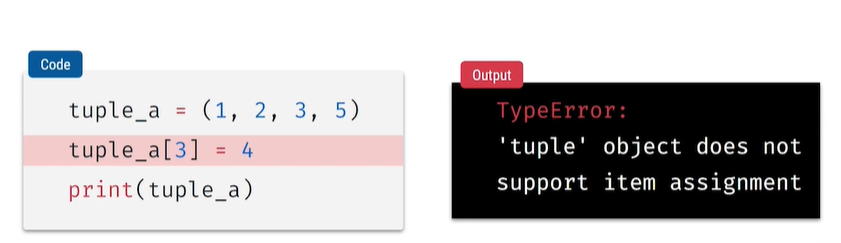 Code
tuple_a = (1, 2, 3, 5)
tuple_a[3] = 4
print(tuple_a)
Output
TypeError:
'tuple' object does not
support item assignment